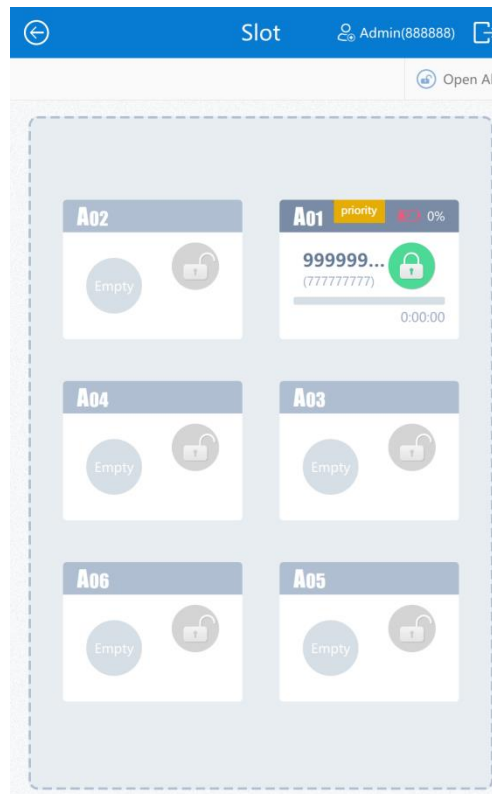 Slot
Admin(888888)
Open Al
A02
Empty
A01
priority
0%
999999...
(777777777)
0:00:00
A04
Empty
A03
Empty
A06
Empty
A05
Empty